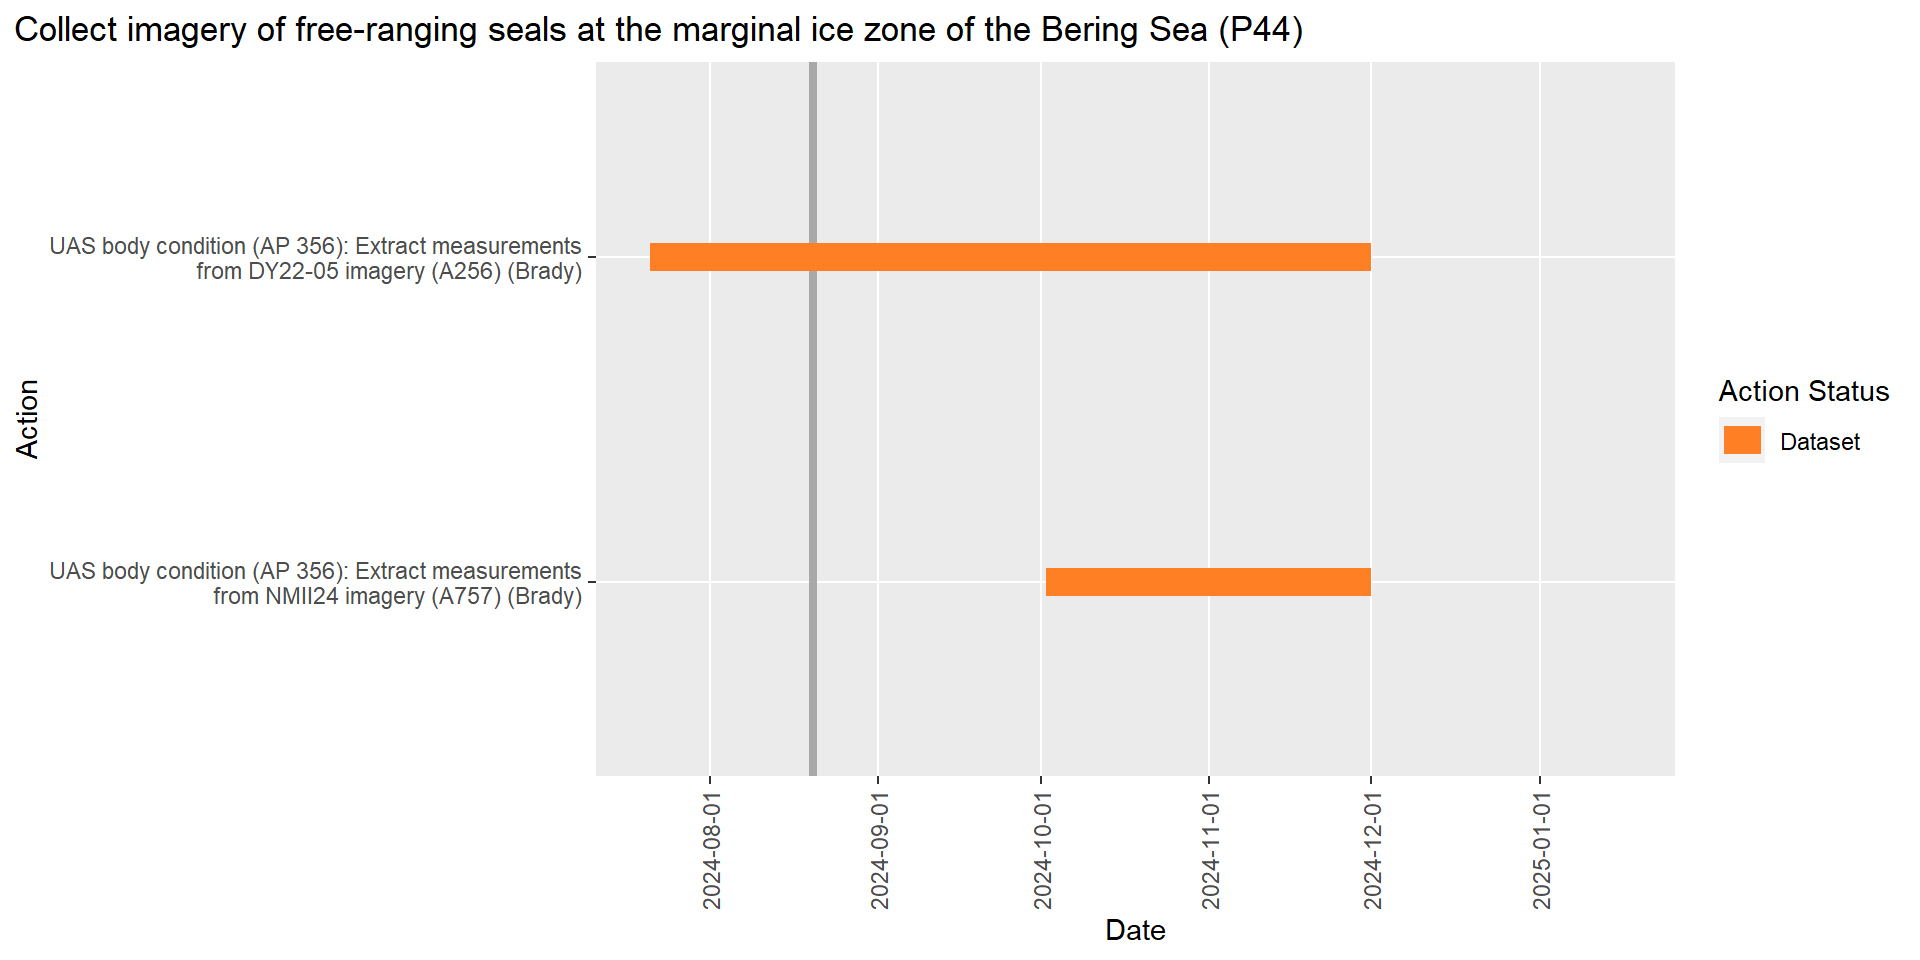 Collect imagery of free-ranging seals at the marginal ice zone of the Bering Sea (P44)
UAS body condition (AP 356): Extract measurements
from DY22-05 imagery (A256) (Brady)
UAS body condition (AP 356): Extract measurements
from NMII24 imagery (A757) (Brady)
Action
2024-08-01
2024-09-01
2024-10-01
2024-11-01
2024-12-01
2025-01-01
Date
Action Status
Dataset